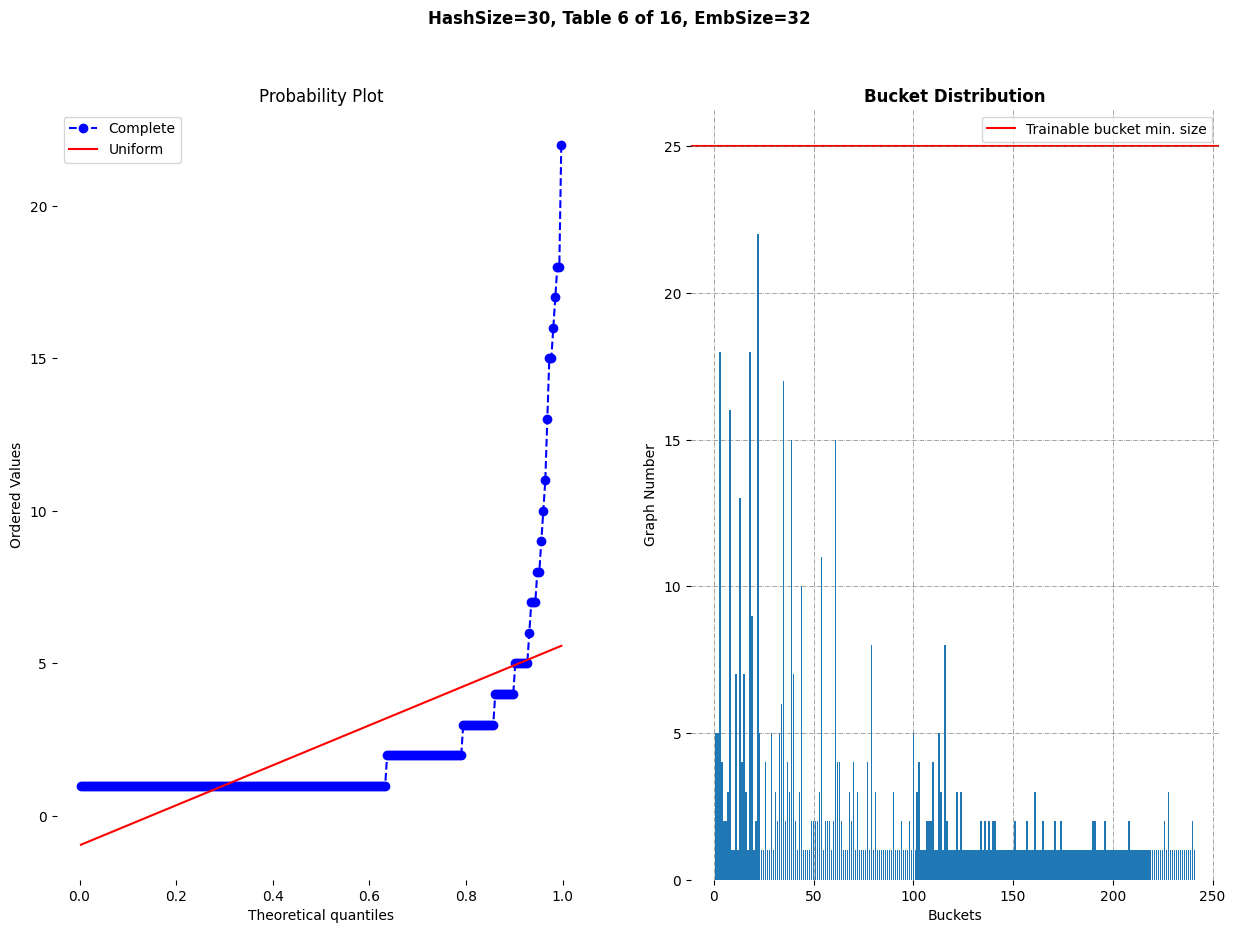 HashSize=30, Table 6 of 16, EmbSize=32
Probability Plot
Complete
Uniform
20
15
10
5
0
Ordered Values
0.0 0.2 0.4 0.6 0.8 1.0
Theoretical quantiles
Bucket Distribution
Trainable bucket min. size
25
20
15
10
5
0
Graph Number
0 50 100 150 200 250
Buckets